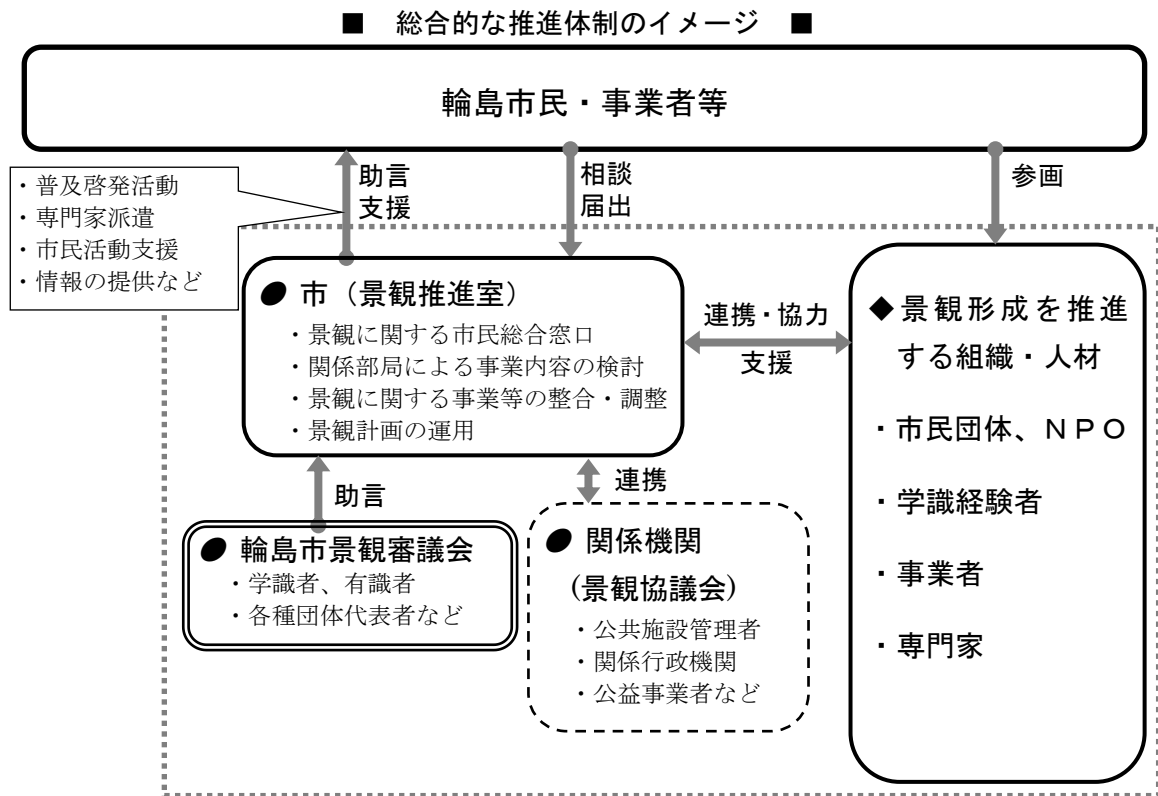 ■ 総合的な推進体制のイメージ ■
輪島市民・事業者等
・普及啓発活動
・専門家派遣
・市民活動支援
・情報の提供など
助言
支援
相談
届出
参画
● 市（景観推進室）
・景観に関する市民総合窓口
・関係部局による事業内容の検討
・景観に関する事業等の整合・調整
・景観計画の運用
連携・協力
支援
◆景観形成を推進
する組織・人材
・市民団体、ＮＰＯ
・学識経験者
・事業者
・専門家
助言
連携
● 輪島市景観審議会
・学識者、有識者
・各種団体代表者など
● 関係機関
(景観協議会)
・公共施設管理者
・関係行政機関
・公益事業者など